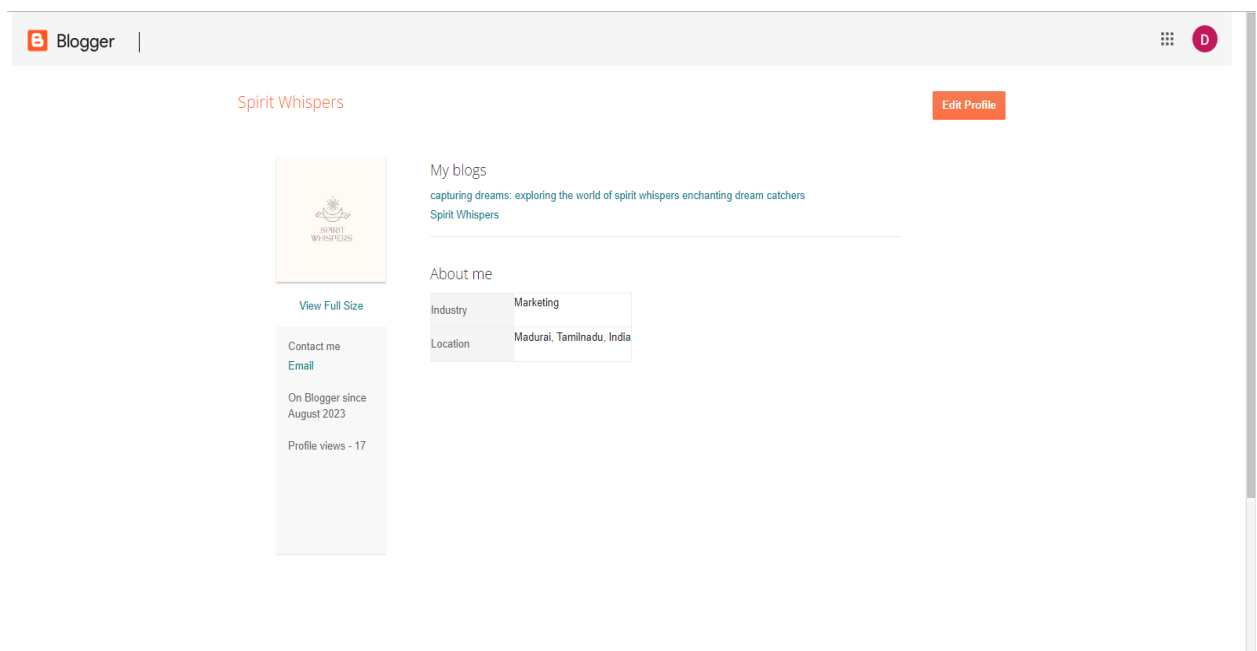 Blogger
D
Spirit Whispers
Edit Profile
SPIRIT
WHISPERS
View Full Size
Contact me
Email
On Blogger since
August 2023
Profile views - 17
My blogs
capturing dreams: exploring the world of spirit whispers enchanting dream catchers
Spirit Whispers
About me
Industry Marketing
Location Madurai, Tamilnadu, India